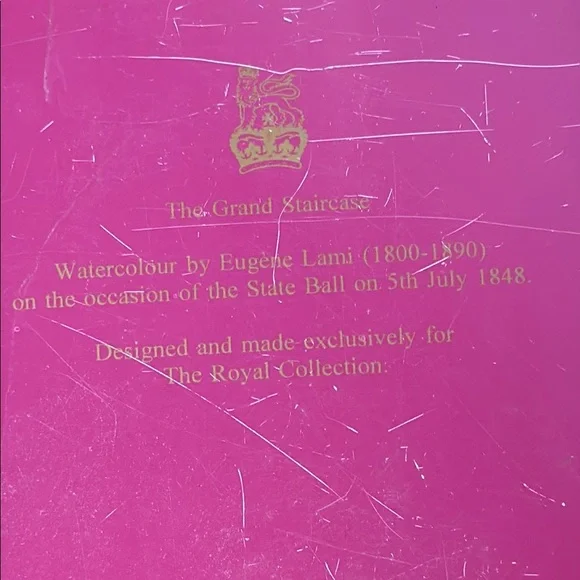 The Grand Staircase
Watercolour by Eugène Lami (1800-1890)
on the occasion of the State Ball on 5th July 1848.
Designed and made exclusively for
The Royal Collection.